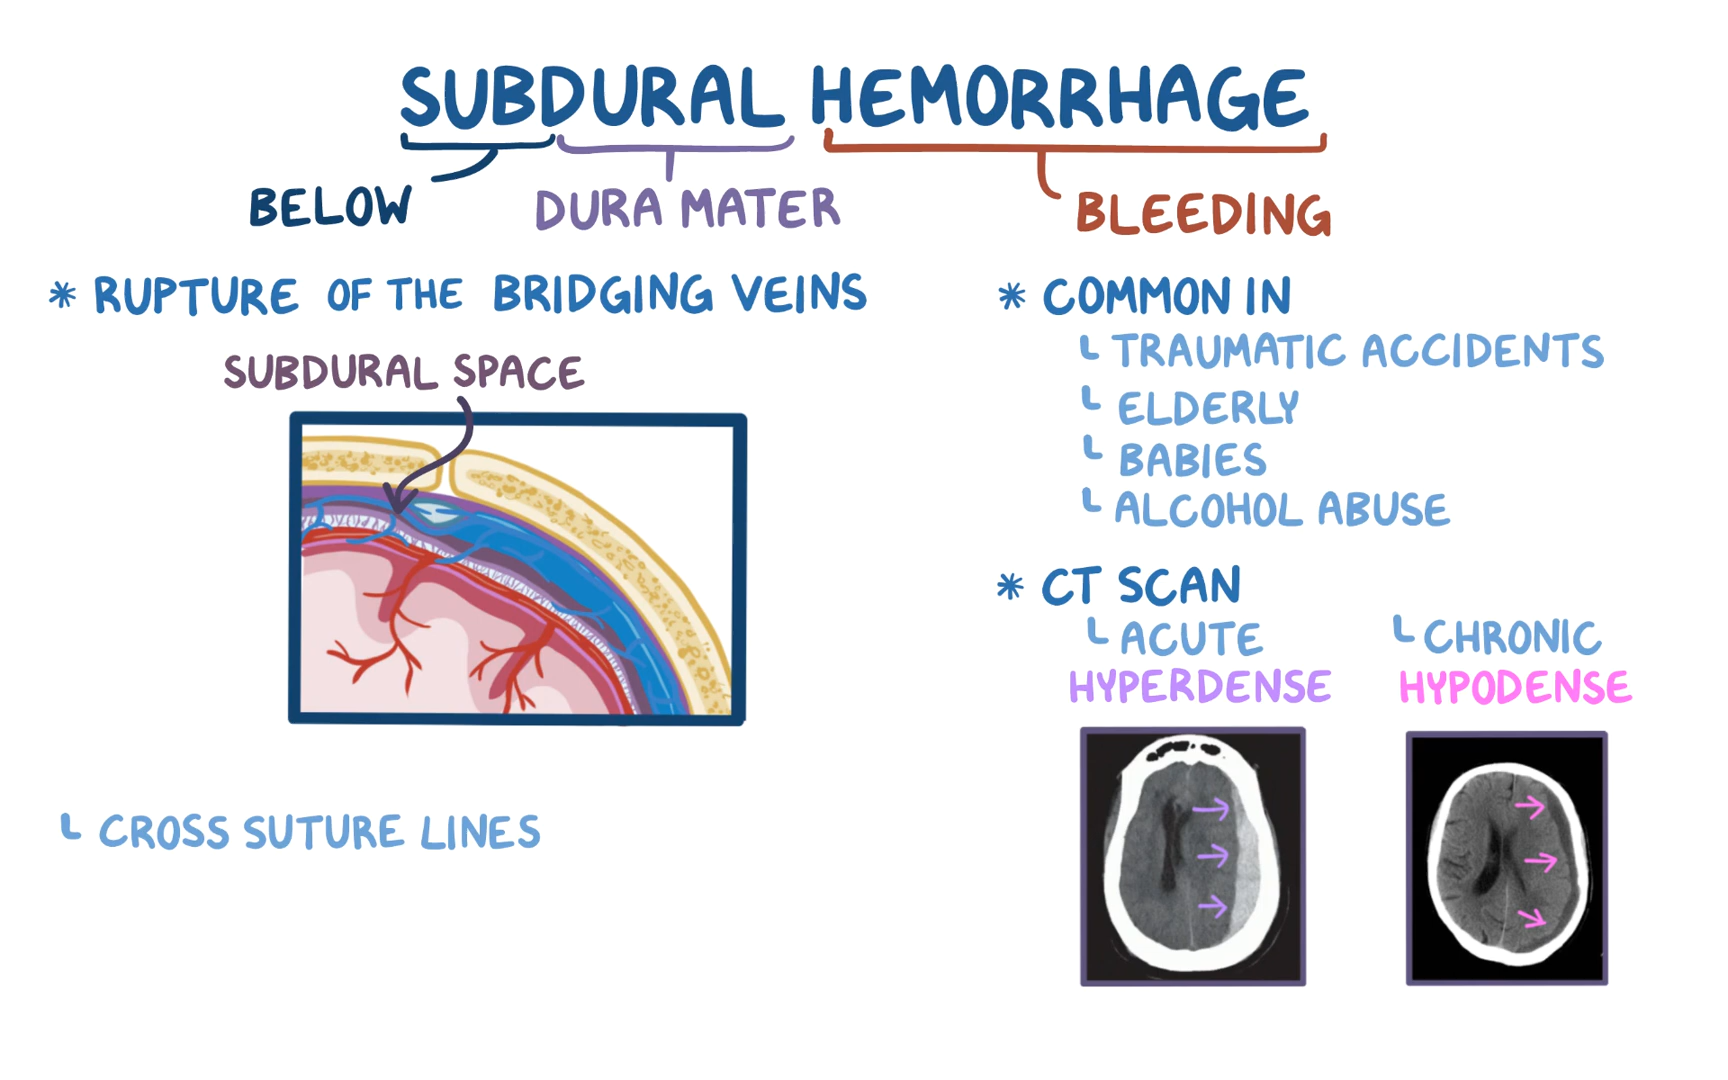 SUBDURAL HEMORRHAGE
BELOW
DURA MATER
BLEEDING
* RUPTURE OF THE BRIDGING VEINS
SUBDURAL SPACE
CROSS SUTURE LINES
* COMMON IN
TRAUMATIC ACCIDENTS
ELDERLY
BABIES
ALCOHOL ABUSE
* CT SCAN
ACUTE
HYPERDENSE
CHRONIC
HYPODENSE